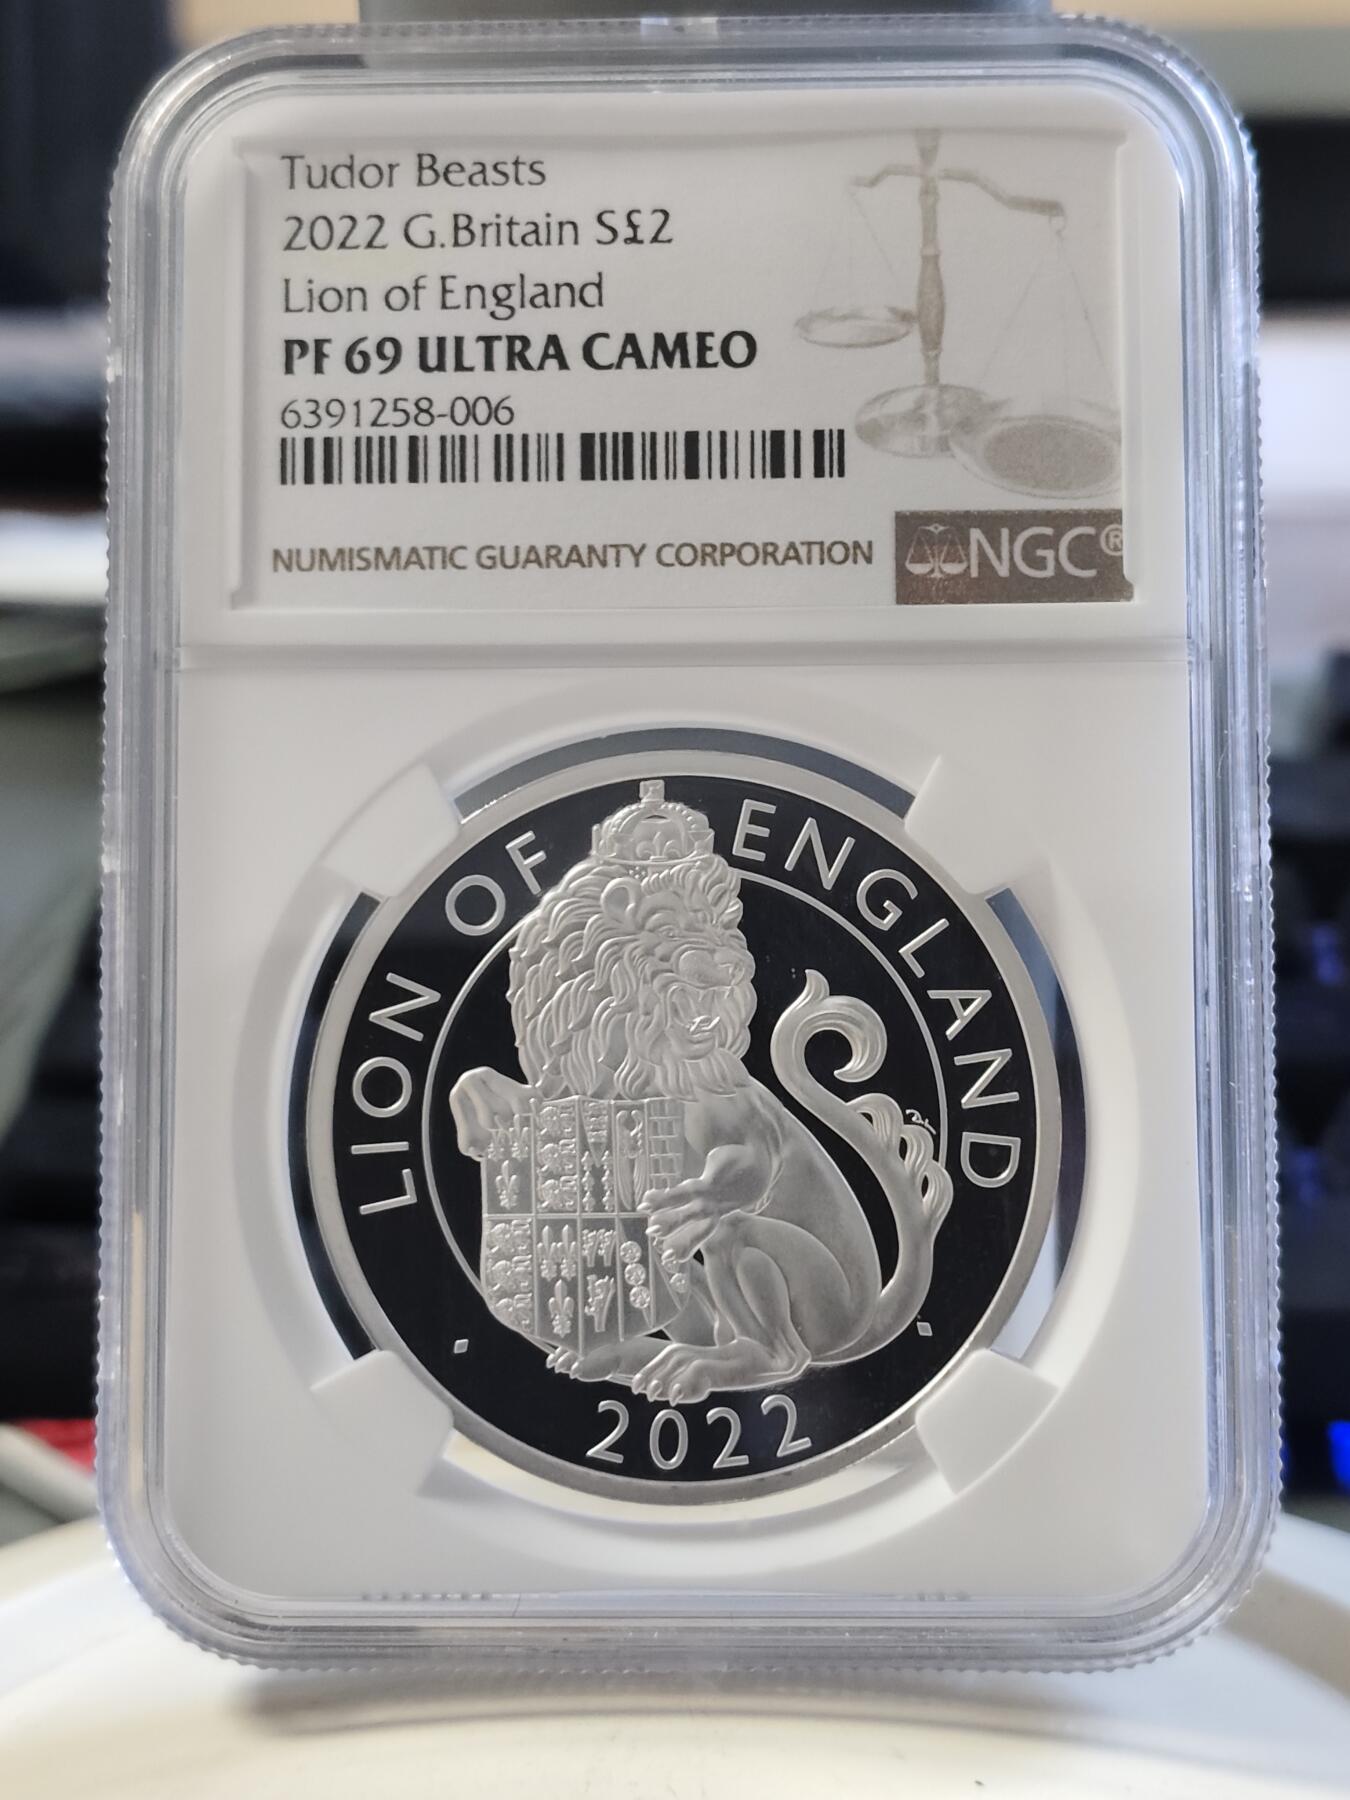 Tudor Beasts
2022 G.Britain S£2
Lion of England
PF 69 ULTRA CAMEO
6391258-006
NUMISMATIC GUARANTY CORPORATION
NGC®
LION OF ENGLAND
2022